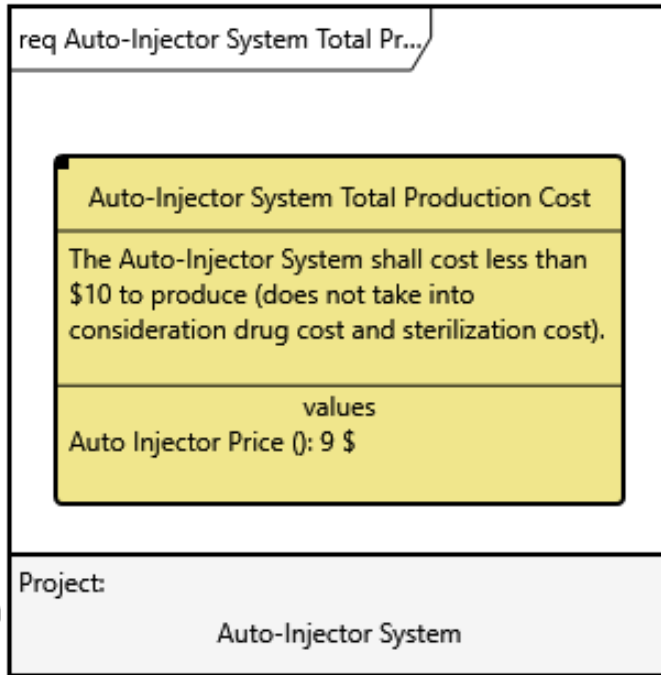 req Auto-Injector System Total Pr...
Auto-Injector System Total Production Cost
The Auto-Injector System shall cost less than
$10 to produce (does not take into
consideration drug cost and sterilization cost).
values
Auto Injector Price (): 9 $
Project:
Auto-Injector System